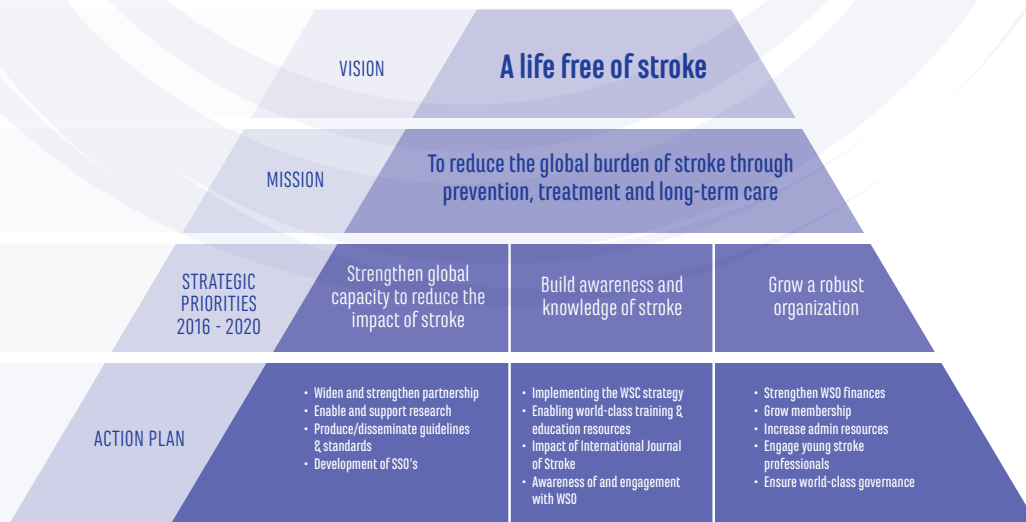 VISION
A life free of stroke
MISSION
To reduce the global burden of stroke through
prevention, treatment and long-term care
STRATEGIC
PRIORITIES
2016 - 2020
Strengthen global
capacity to reduce the
impact of stroke
Build awareness and
knowledge of stroke
Grow a robust
organization
ACTION PLAN
• Widen and strengthen partnership
• Enable and support research
• Produce/disseminate guidelines
& standards
• Development of SSO's
• Implementing the WSC strategy
• Enabling world-class training &
education resources
• Impact of International Journal
of Stroke
• Awareness of and engagement
with WSO
• Strengthen WSO finances
• Grow membership
• Increase admin resources
• Engage young stroke
professionals
• Ensure world-class governance